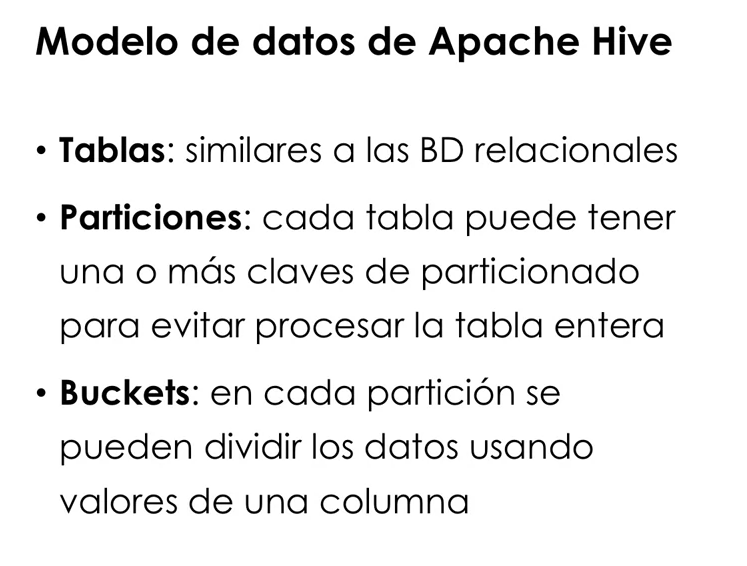 Modelo de datos de Apache Hive
• Tablas: similares a las BD relacionales
• Particiones: cada tabla puede tener
una o más claves de particionado
para evitar procesar la tabla entera
• Buckets: en cada partición se
pueden dividir los datos usando
valores de una columna